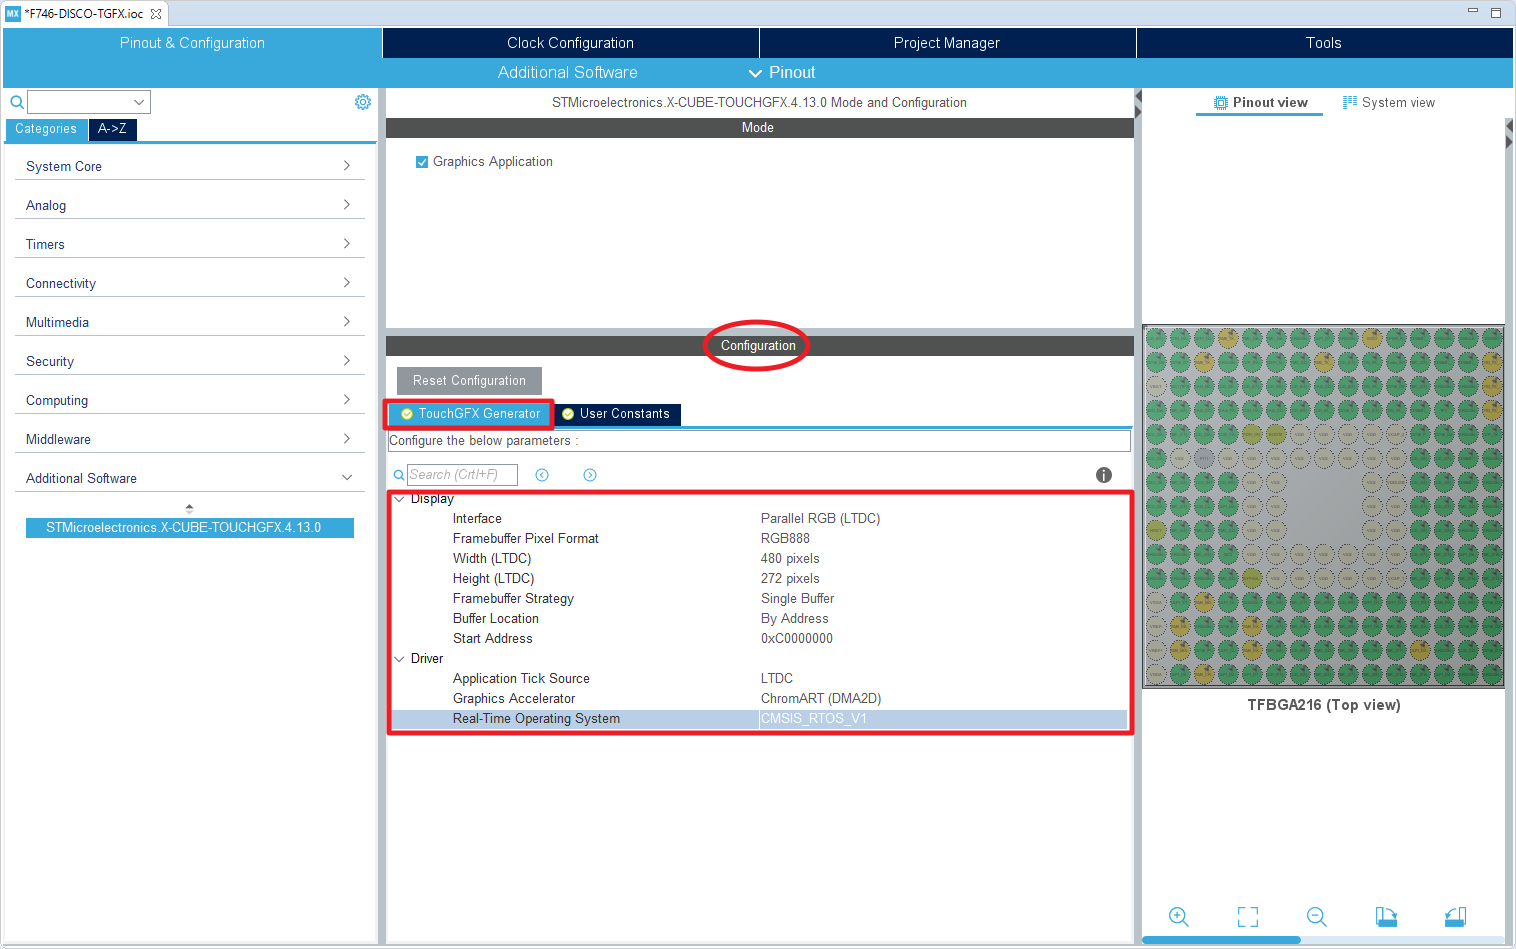 MX *F746-DISCO-TGFX.ioc
Pinout & Configuration
Clock Configuration
Project Manager
Tools
Additional Software
Pinout
Categories
A->Z
System Core
Analog
Timers
Connectivity
Multimedia
Security
Computing
Middleware
Additional Software
STMicroelectronics.X-CUBE-TOUCHGFX.4.13.0
STMicroelectronics.X-CUBE-TOUCHGFX.4.13.0 Mode and Configuration
Mode
Graphics Application
Configuration
Reset Configuration
TouchGFX Generator
User Constants
Configure the below parameters :
Search (CrtI+F)
Display
Interface Parallel RGB (LTDC)
Framebuffer Pixel Format RGB888
Width (LTDC) 480 pixels
Height (LTDC) 272 pixels
Framebuffer Strategy Single Buffer
Buffer Location By Address
Start Address 0xC0000000
Driver
Application Tick Source LTDC
Graphics Accelerator ChromART (DMA2D)
Real-Time Operating System CMSIS_RTOS_V1
Pinout view
System view
TFBGA216 (Top view)